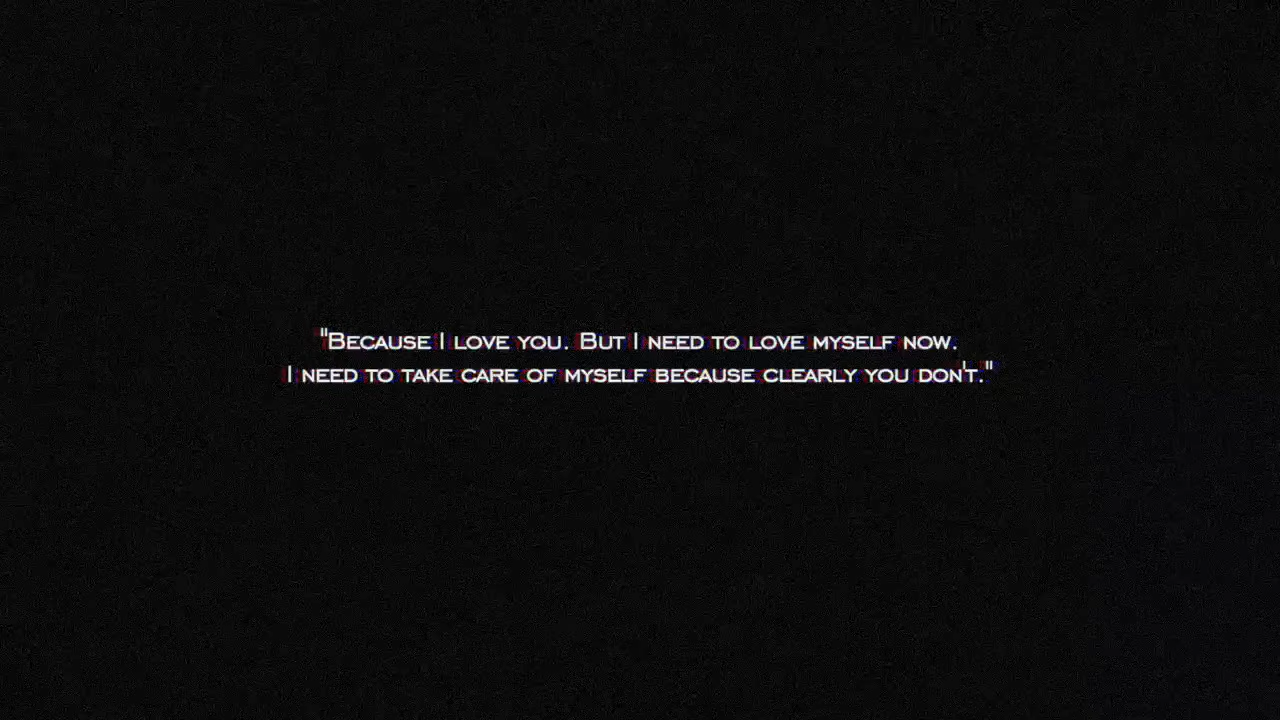 "Because I love you. But I need to love myself now.
I need to take care of myself because clearly you don't."